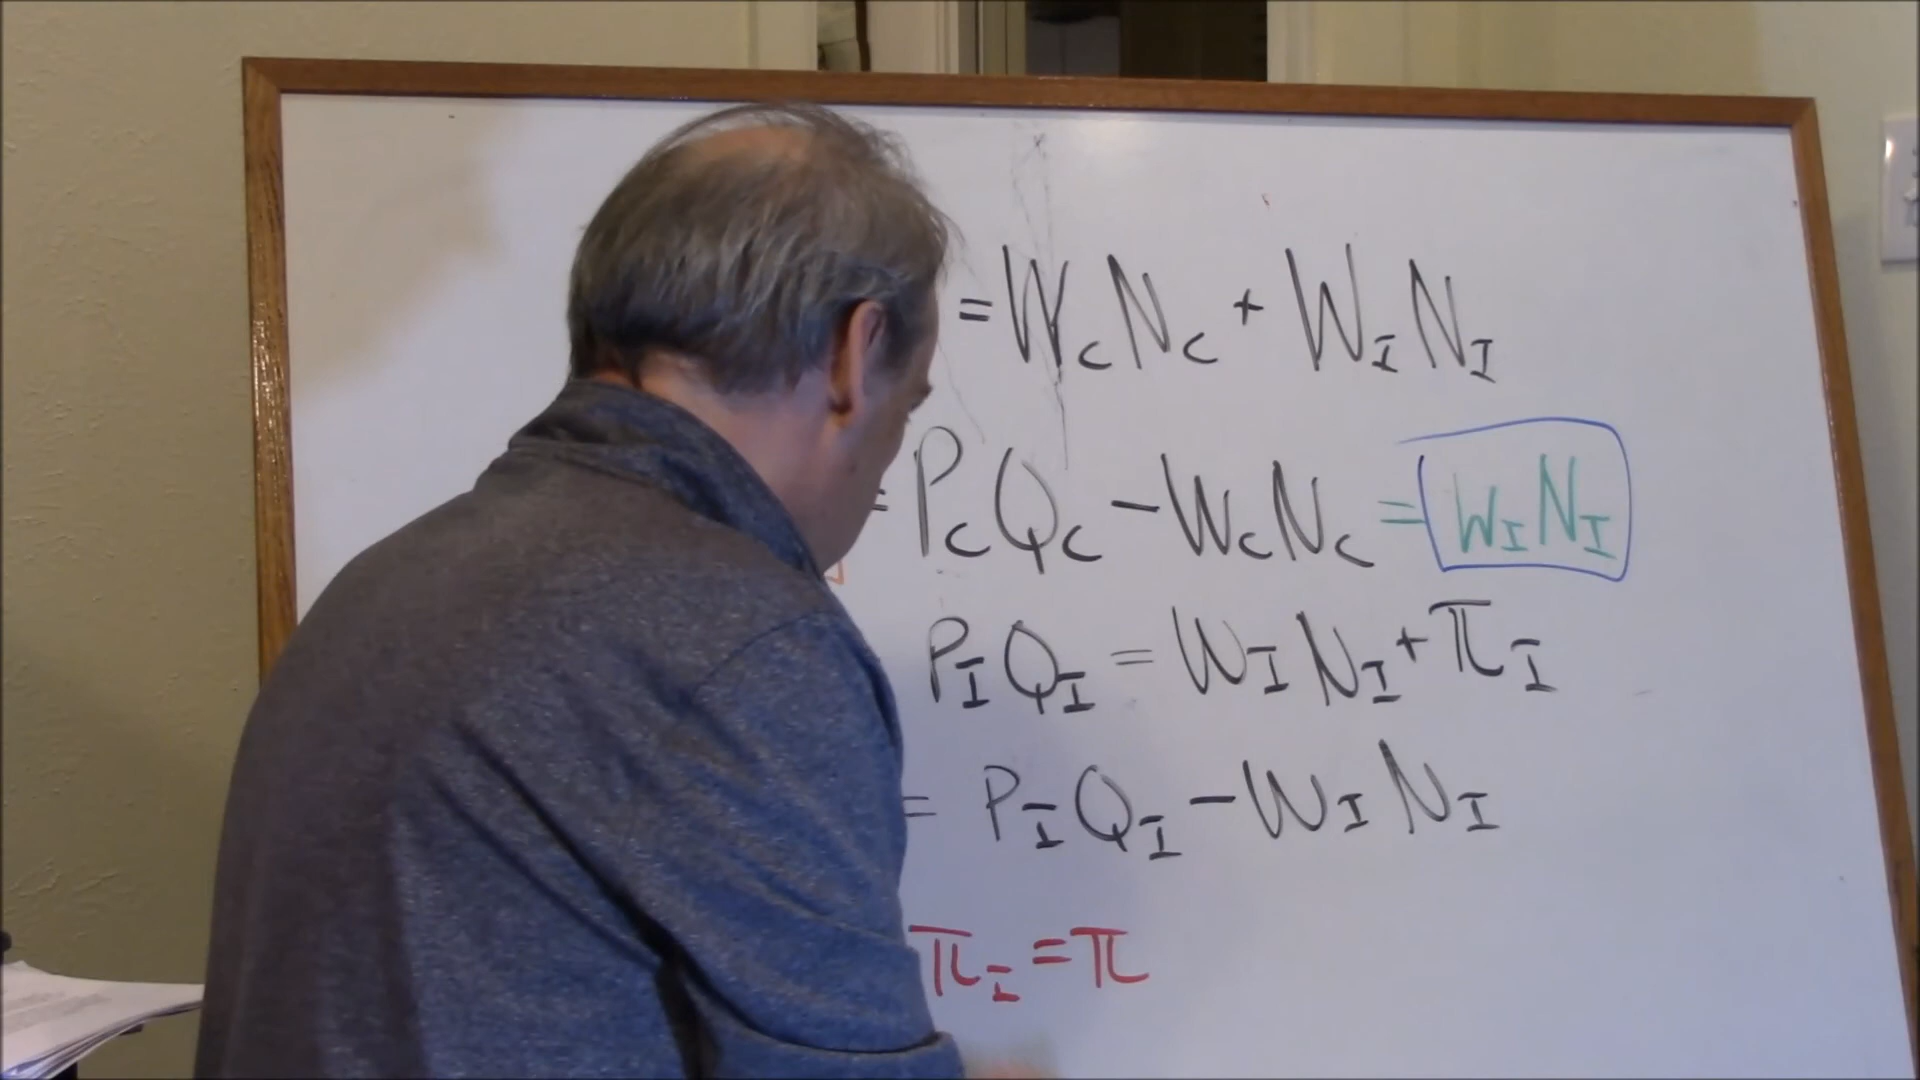 = W_C N_C + W_I N_I
= P_C Q_C - W_C N_C = W_I N_I
P_I Q_I = W_I N_I + π_I
= P_I Q_I - W_I N_I
π_I = π